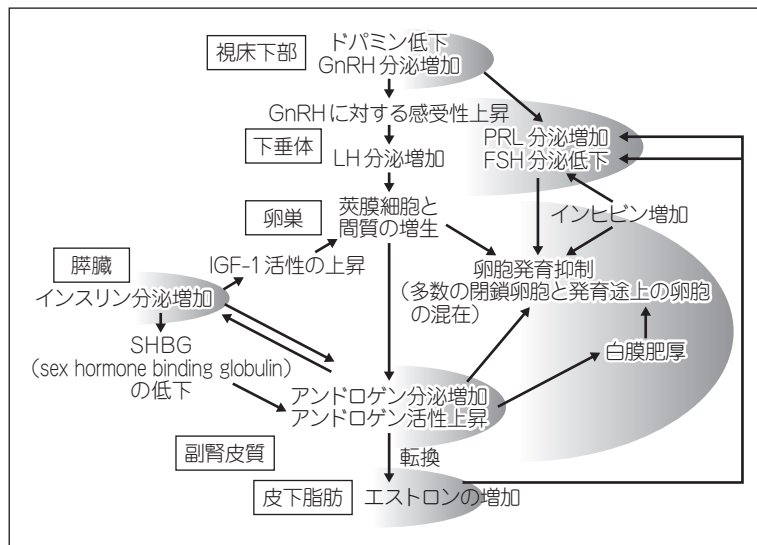 視床下部
ドパミン低下
GnRH分泌増加
GnRHに対する感受性上昇
下垂体
LH分泌増加
PRL分泌増加
FSH分泌低下
卵巣
莢膜細胞と
間質の増生
インヒビン増加
膵臓
IGF-1活性の上昇
インスリン分泌増加
卵胞発育抑制
(多数の閉鎖卵胞と発育途上の卵胞
の混在)
SHBG
(sex hormone binding globulin)
の低下
白膜肥厚
アンドロゲン分泌増加
アンドロゲン活性上昇
副腎皮質
転換
皮下脂肪
エストロンの増加